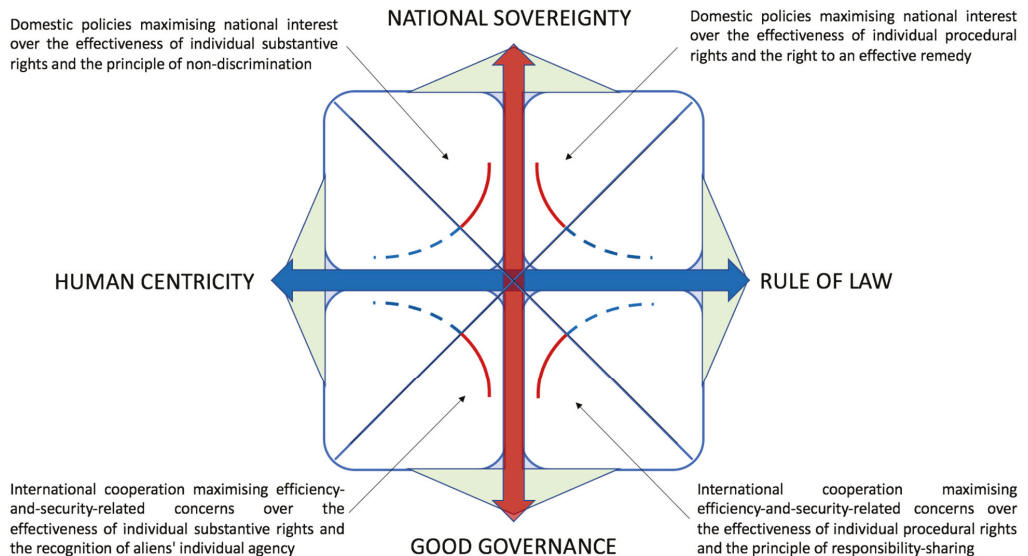 NATIONAL SOVEREIGNTY
Domestic policies maximising national interest
over the effectiveness of individual substantive
rights and the principle of non-discrimination
Domestic policies maximising national interest
over the effectiveness of individual procedural
rights and the right to an effective remedy
HUMAN CENTRICITY
RULE OF LAW
International cooperation maximising efficiency-
and-security-related concerns over the
effectiveness of individual substantive rights and
the recognition of aliens' individual agency
International cooperation maximising
efficiency-and-security-related concerns over
the effectiveness of individual procedural rights
and the principle of responsibility-sharing
GOOD GOVERNANCE